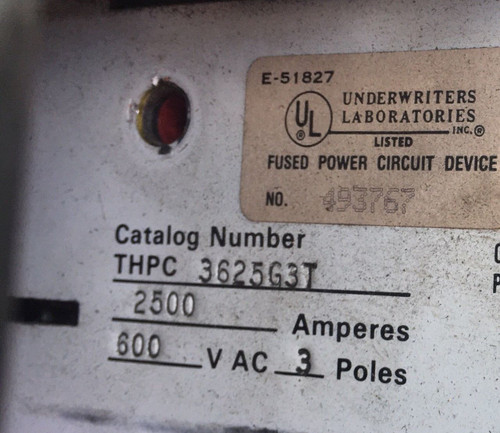 E-51827
UL ®
UNDERWRITERS
LABORATORIES
INC.®
LISTED
FUSED POWER CIRCUIT DEVICE
NO. 493767
Catalog Number
THPC 3625G3T
2500 Amperes
600 V AC 3 Poles